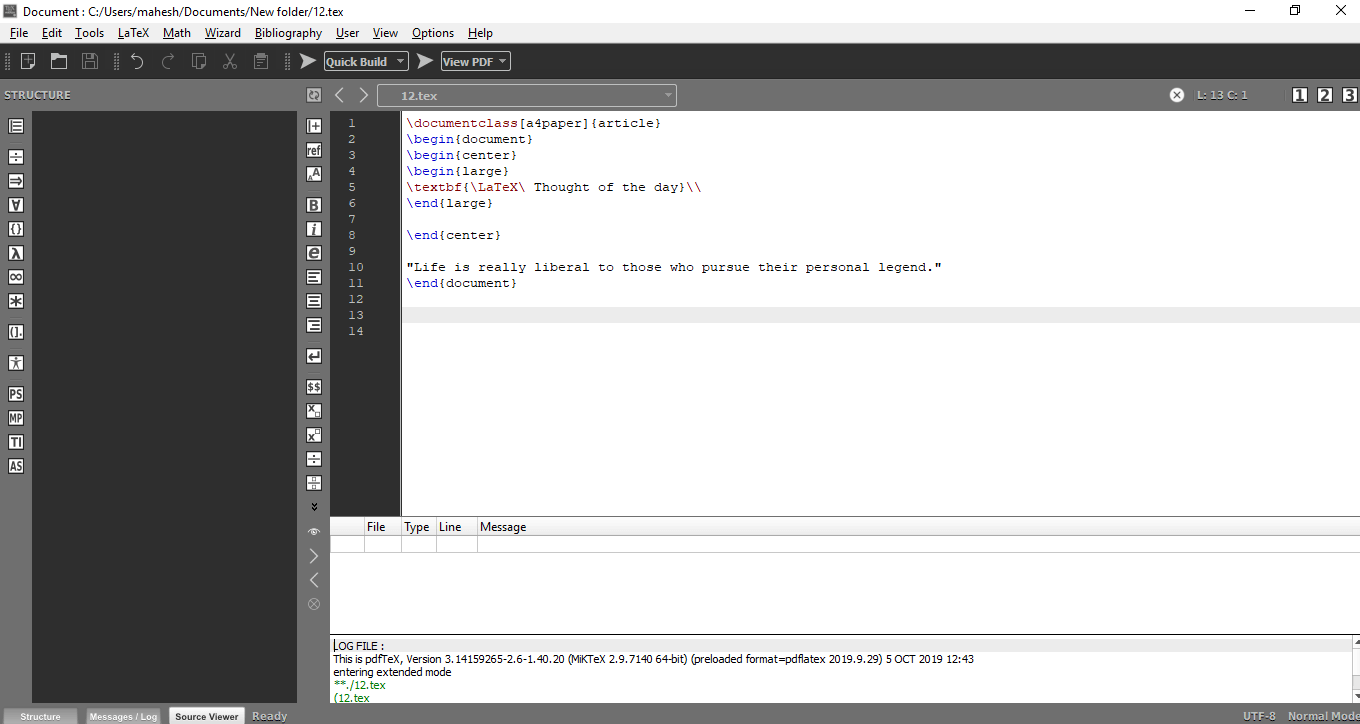 Document : C:/Users/mahesh/Documents/New folder/12.tex
File Edit Tools LaTeX Math Wizard Bibliography User View Options Help
Quick Build View PDF
STRUCTURE
12.tex
L: 13 C: 1
1 2 3
1 \documentclass[a4paper]{article}
2 \begin{document}
3 \begin{center}
4 \begin{large}
5 \textbf{\LaTeX\ Thought of the day}\\
6 \end{large}
7
8 \end{center}
9
10 "Life is really liberal to those who pursue their personal legend."
11 \end{document}
12
13
14
ref
A A
B
i
e
$$
PS
MP
TI
AS
File Type Line Message
LOG FILE :
This is pdfTeX, Version 3.14159265-2.6-1.40.20 (MiKTeX 2.9.7140 64-bit) (preloaded format=pdflatex 2019.9.29) 5 OCT 2019 12:43
entering extended mode
**./12.tex
(12.tex
Structure Messages / Log Source Viewer Ready
UTF-8 Normal Mode